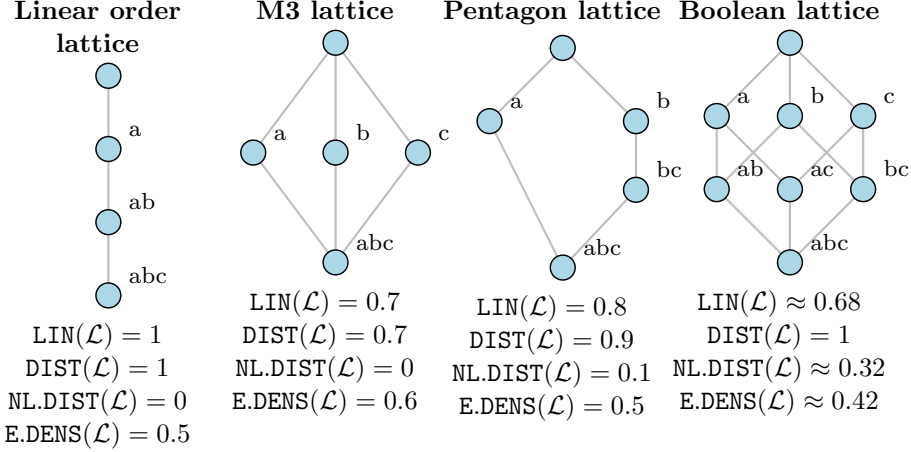 Linear order
lattice
a
ab
abc
LIN(ℒ) = 1
DIST(ℒ) = 1
NL.DIST(ℒ) = 0
E.DENS(ℒ) = 0.5
M3 lattice
a b c
abc
LIN(ℒ) = 0.7
DIST(ℒ) = 0.7
NL.DIST(ℒ) = 0
E.DENS(ℒ) = 0.6
Pentagon lattice
a b
bc
abc
LIN(ℒ) = 0.8
DIST(ℒ) = 0.9
NL.DIST(ℒ) = 0.1
E.DENS(ℒ) = 0.5
Boolean lattice
a b c
ab ac bc
abc
LIN(ℒ) ≈ 0.68
DIST(ℒ) = 1
NL.DIST(ℒ) ≈ 0.32
E.DENS(ℒ) ≈ 0.42